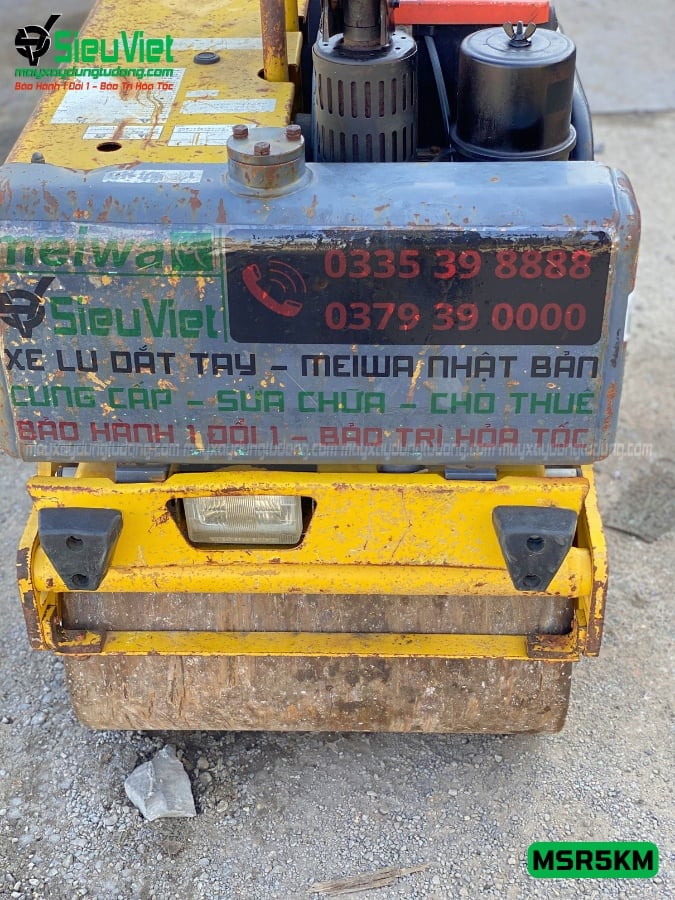 SieuViet
mayxaydungtudong.com
Bảo Hành 1 Đổi 1 - Bảo Trì Hỏa Tốc
meiwa
0335 39 8888
SieuViet
0379 39 0000
XE LU DẮT TAY - MEIWA NHẬT BẢN
CUNG CẤP - SỬA CHỮA - CHO THUÊ
BẢO HÀNH 1 ĐỔI 1 - BẢO TRÌ HỎA TỐC
MSR5KM